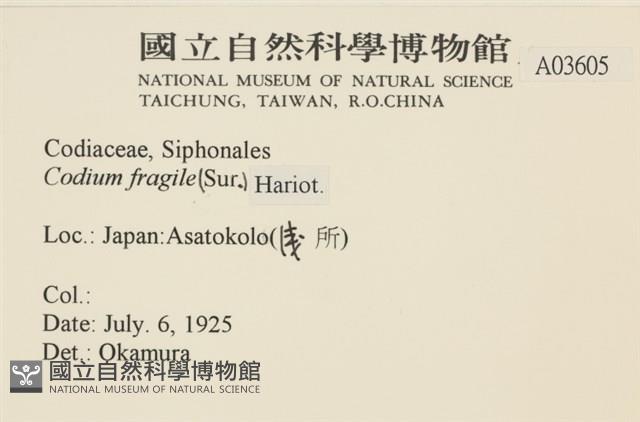 國立自然科學博物館
A03605
NATIONAL MUSEUM OF NATURAL SCIENCE
TAICHUNG, TAIWAN, R.O.CHINA
Codiaceae, Siphonales
Codium fragile(Sur.) Hariot.
Loc.: Japan:Asatokolo(浅 所)
Col.:
Date: July. 6, 1925
Det.: Okamura
國立自然科學博物館
NATIONAL MUSEUM OF NATURAL SCIENCE